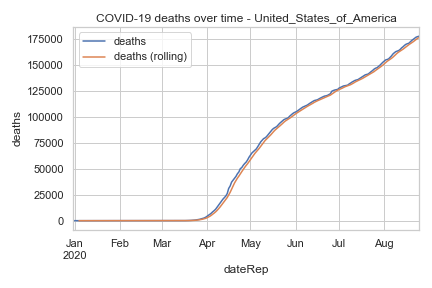 COVID-19 deaths over time - United_States_of_America
deaths
deaths (rolling)
175000
150000
125000
100000
75000
50000
25000
0
deaths
Jan Feb Mar Apr May Jun Jul Aug
2020
dateRep